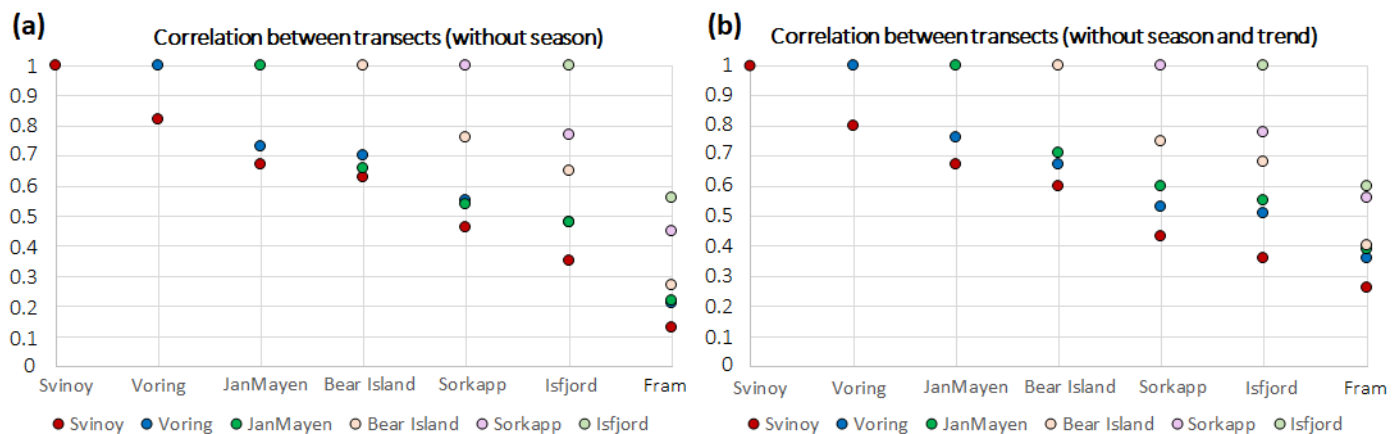 (a)
Correlation between transects (without season)
1
0.9
0.8
0.7
0.6
0.5
0.4
0.3
0.2
0.1
0
Svinoy Voring JanMayen Bear Island Sorkapp Isfjord Fram
Svinoy Voring JanMayen Bear Island Sorkapp Isfjord
(b)
Correlation between transects (without season and trend)
1
0.9
0.8
0.7
0.6
0.5
0.4
0.3
0.2
0.1
0
Svinoy Voring JanMayen Bear Island Sorkapp Isfjord Fram
Svinoy Voring JanMayen Bear Island Sorkapp Isfjord